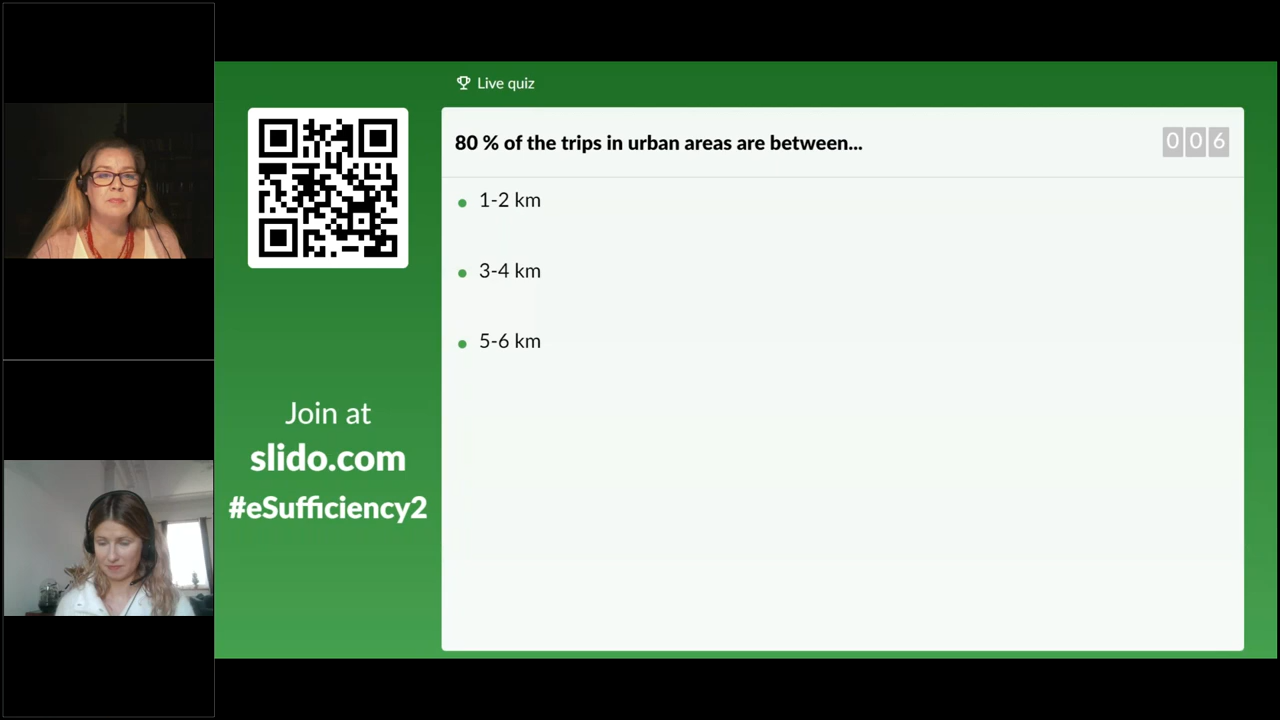 Live quiz
80 % of the trips in urban areas are between...
006
1-2 km
3-4 km
5-6 km
Join at
slido.com
#eSufficiency2